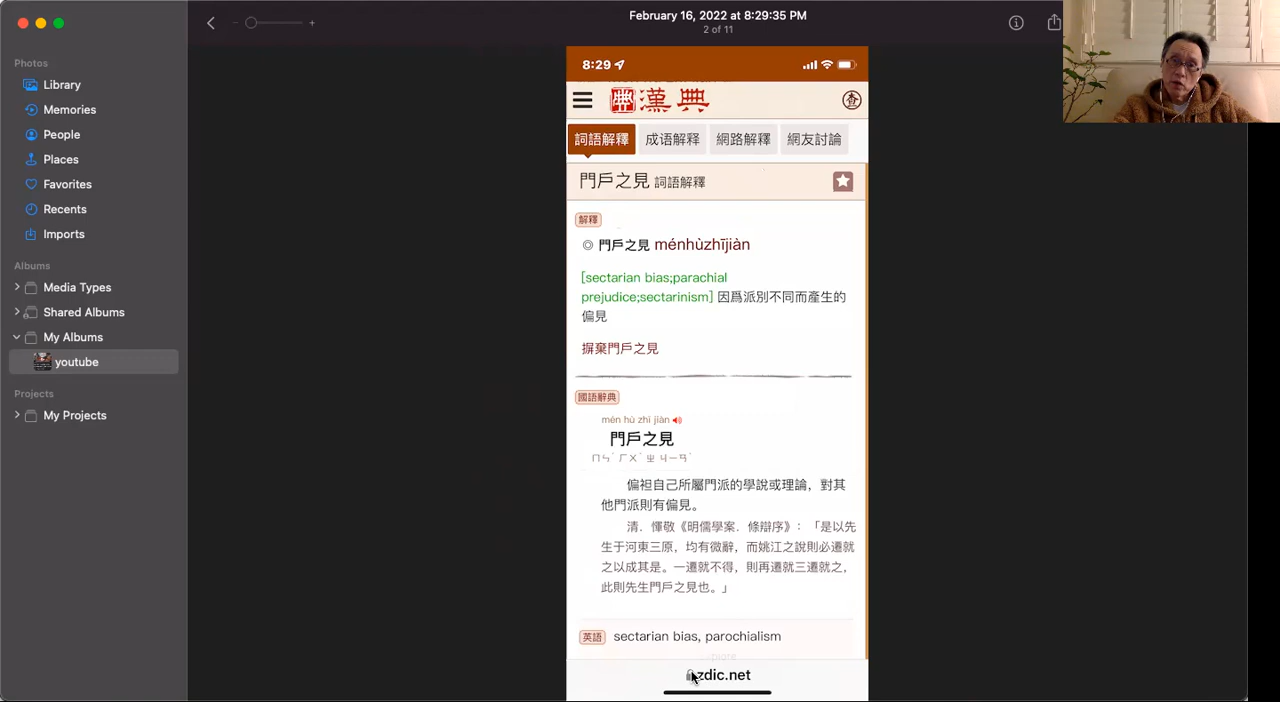 February 16, 2022 at 8:29:35 PM
2 of 11
Photos
Library
Memories
People
Places
Favorites
Recents
Imports
Albums
Media Types
Shared Albums
My Albums
youtube
Projects
My Projects
8:29
漢典
詞語解釋 成语解释 網路解釋 網友討論
門戶之見 詞語解釋
解釋
◎ 門戶之見 ménhùzhījiàn
[sectarian bias;parachial
prejudice;sectarinism] 因爲派別不同而產生的
偏見
摒棄門戶之見
國語辭典
mén hù zhī jiàn
門戶之見
ㄇㄣˊ ㄏㄨˋ ㄓ ㄐㄧㄢˋ
偏袒自己所屬門派的學說或理論，對其
他門派則有偏見。
清．惲敬《明儒學案．條辯序》：「是以先
生于河東三原，均有微辭，而姚江之說則必遷就
之以成其是。一遷就不得，則再遷就三遷就之，
此則先生門戶之見也。」
英語 sectarian bias, parochialism
zdic.net